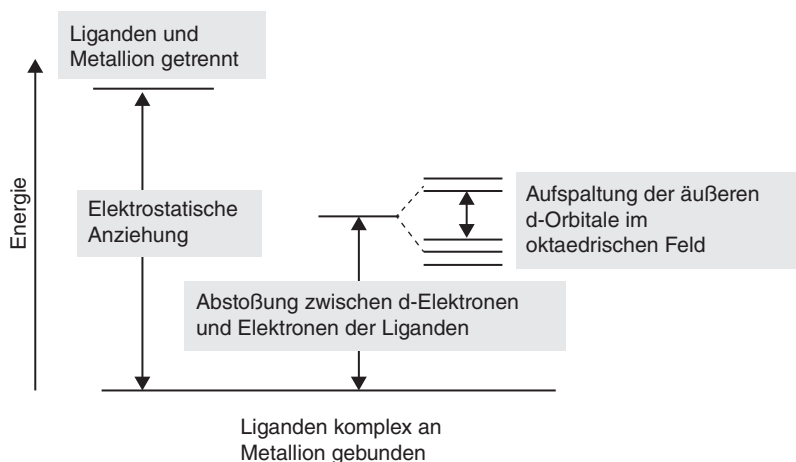 Liganden und
Metallion getrennt
Energie
Elektrostatische
Anziehung
Aufspaltung der äußeren
d-Orbitale im
oktaedrischen Feld
Abstoßung zwischen d-Elektronen
und Elektronen der Liganden
Liganden komplex an
Metallion gebunden